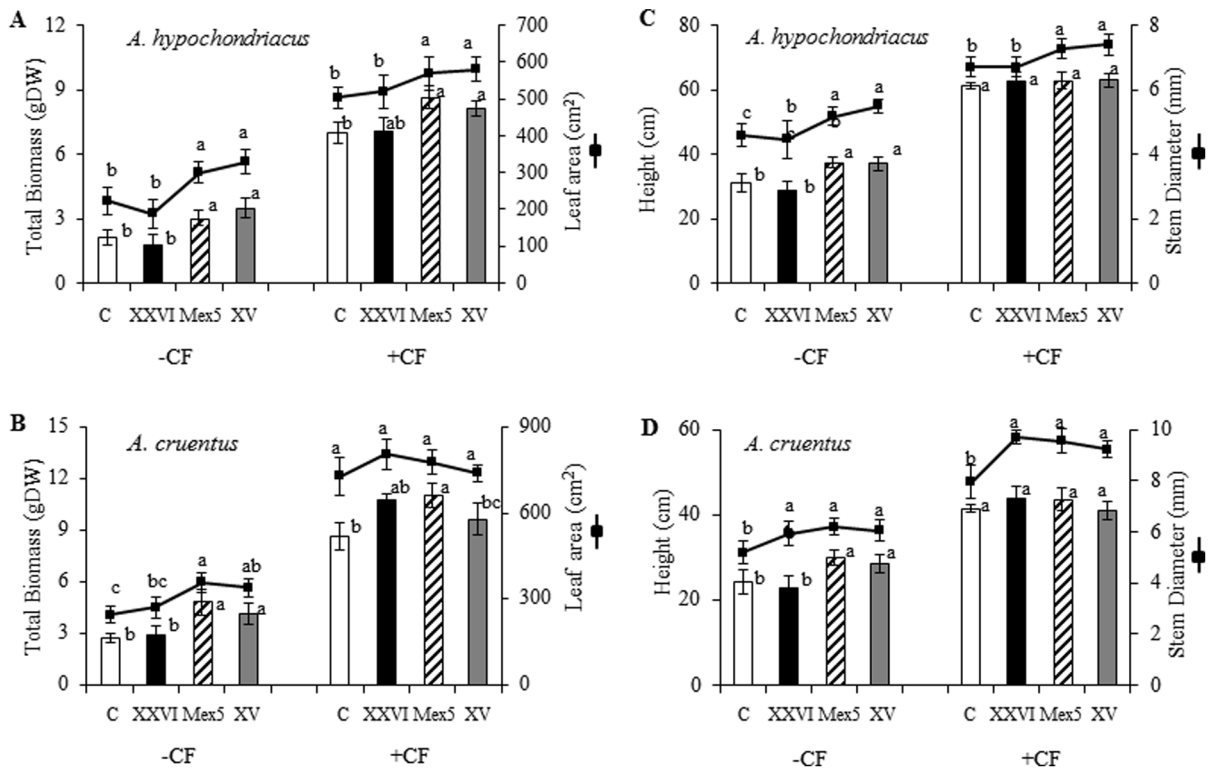 A
A. hypochondriacus
Total Biomass (gDW)
Leaf area (cm²)
12
9
6
3
0
700
600
500
400
300
200
100
0
b b a a
b b a a
b b a a
b ab a a
C XXVI Mex5 XV
C XXVI Mex5 XV
-CF +CF
C
A. hypochondriacus
Height (cm)
Stem Diameter (mm)
80
60
40
20
0
8
6
4
2
0
c b a a
c b
b b a a
b b a a
a a a a
C XXVI Mex5 XV
C XXVI Mex5 XV
-CF +CF
B
A. cruentus
Total Biomass (gDW)
Leaf area (cm²)
15
12
9
6
3
0
900
600
300
0
c bc a ab
b b a a
a a a a
b ab a bc
C XXVI Mex5 XV
C XXVI Mex5 XV
-CF +CF
D
A. cruentus
Height (cm)
Stem Diameter (mm)
60
40
20
0
10
8
6
4
2
0
b a a a
b b a a
b a a a
a a a a
C XXVI Mex5 XV
C XXVI Mex5 XV
-CF +CF